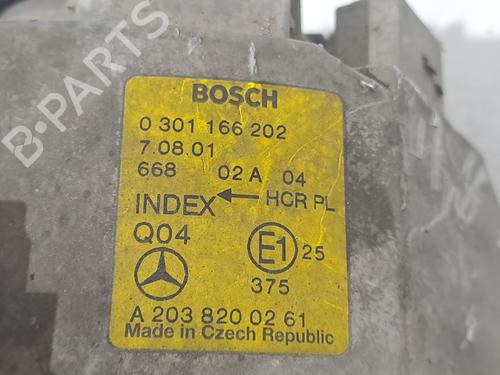 BOSCH
0 301 166 202
7.08.01
668 02 A 04
INDEX ← HCR PL
Q04
E1 25
375
A 203 820 02 61
Made in Czech Republic
B